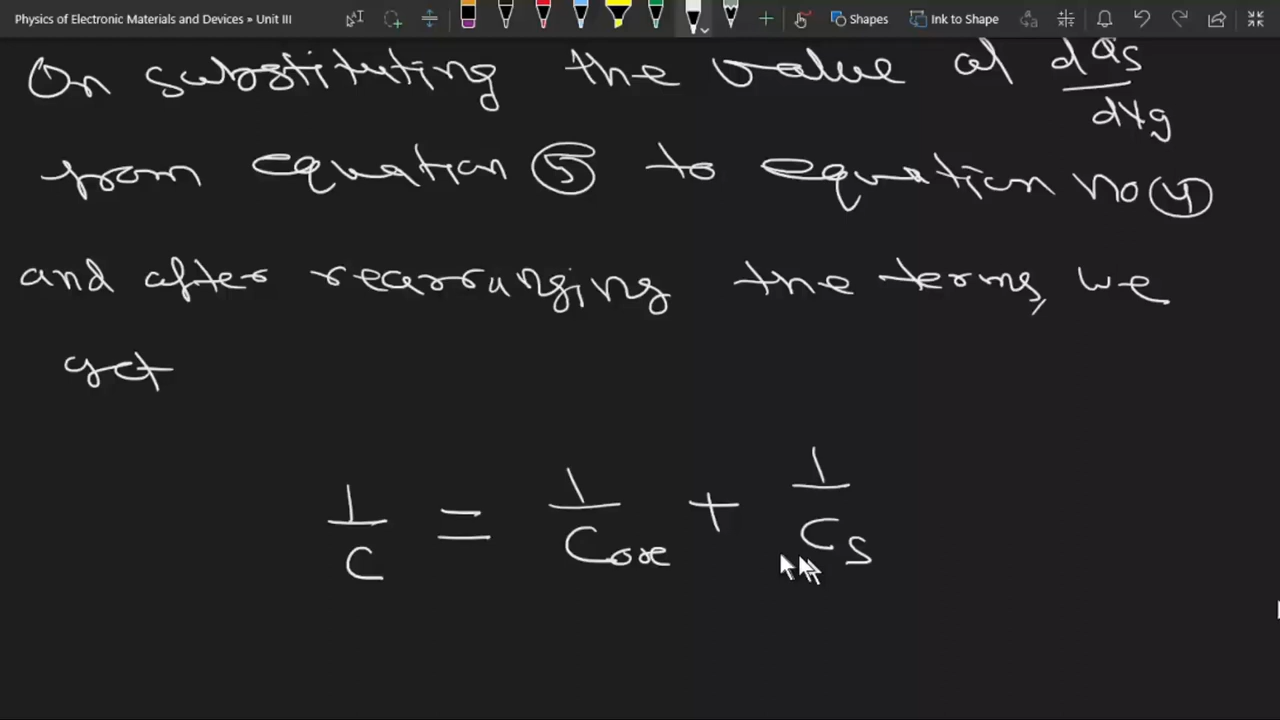 Physics of Electronic Materials and Devices » Unit III
Shapes
Ink to Shape
On substituting the value of dQs/dVg
from equation ⑤ to equation no ④
and after rearranging the terms, we
get
1/C = 1/Cox + 1/Cs